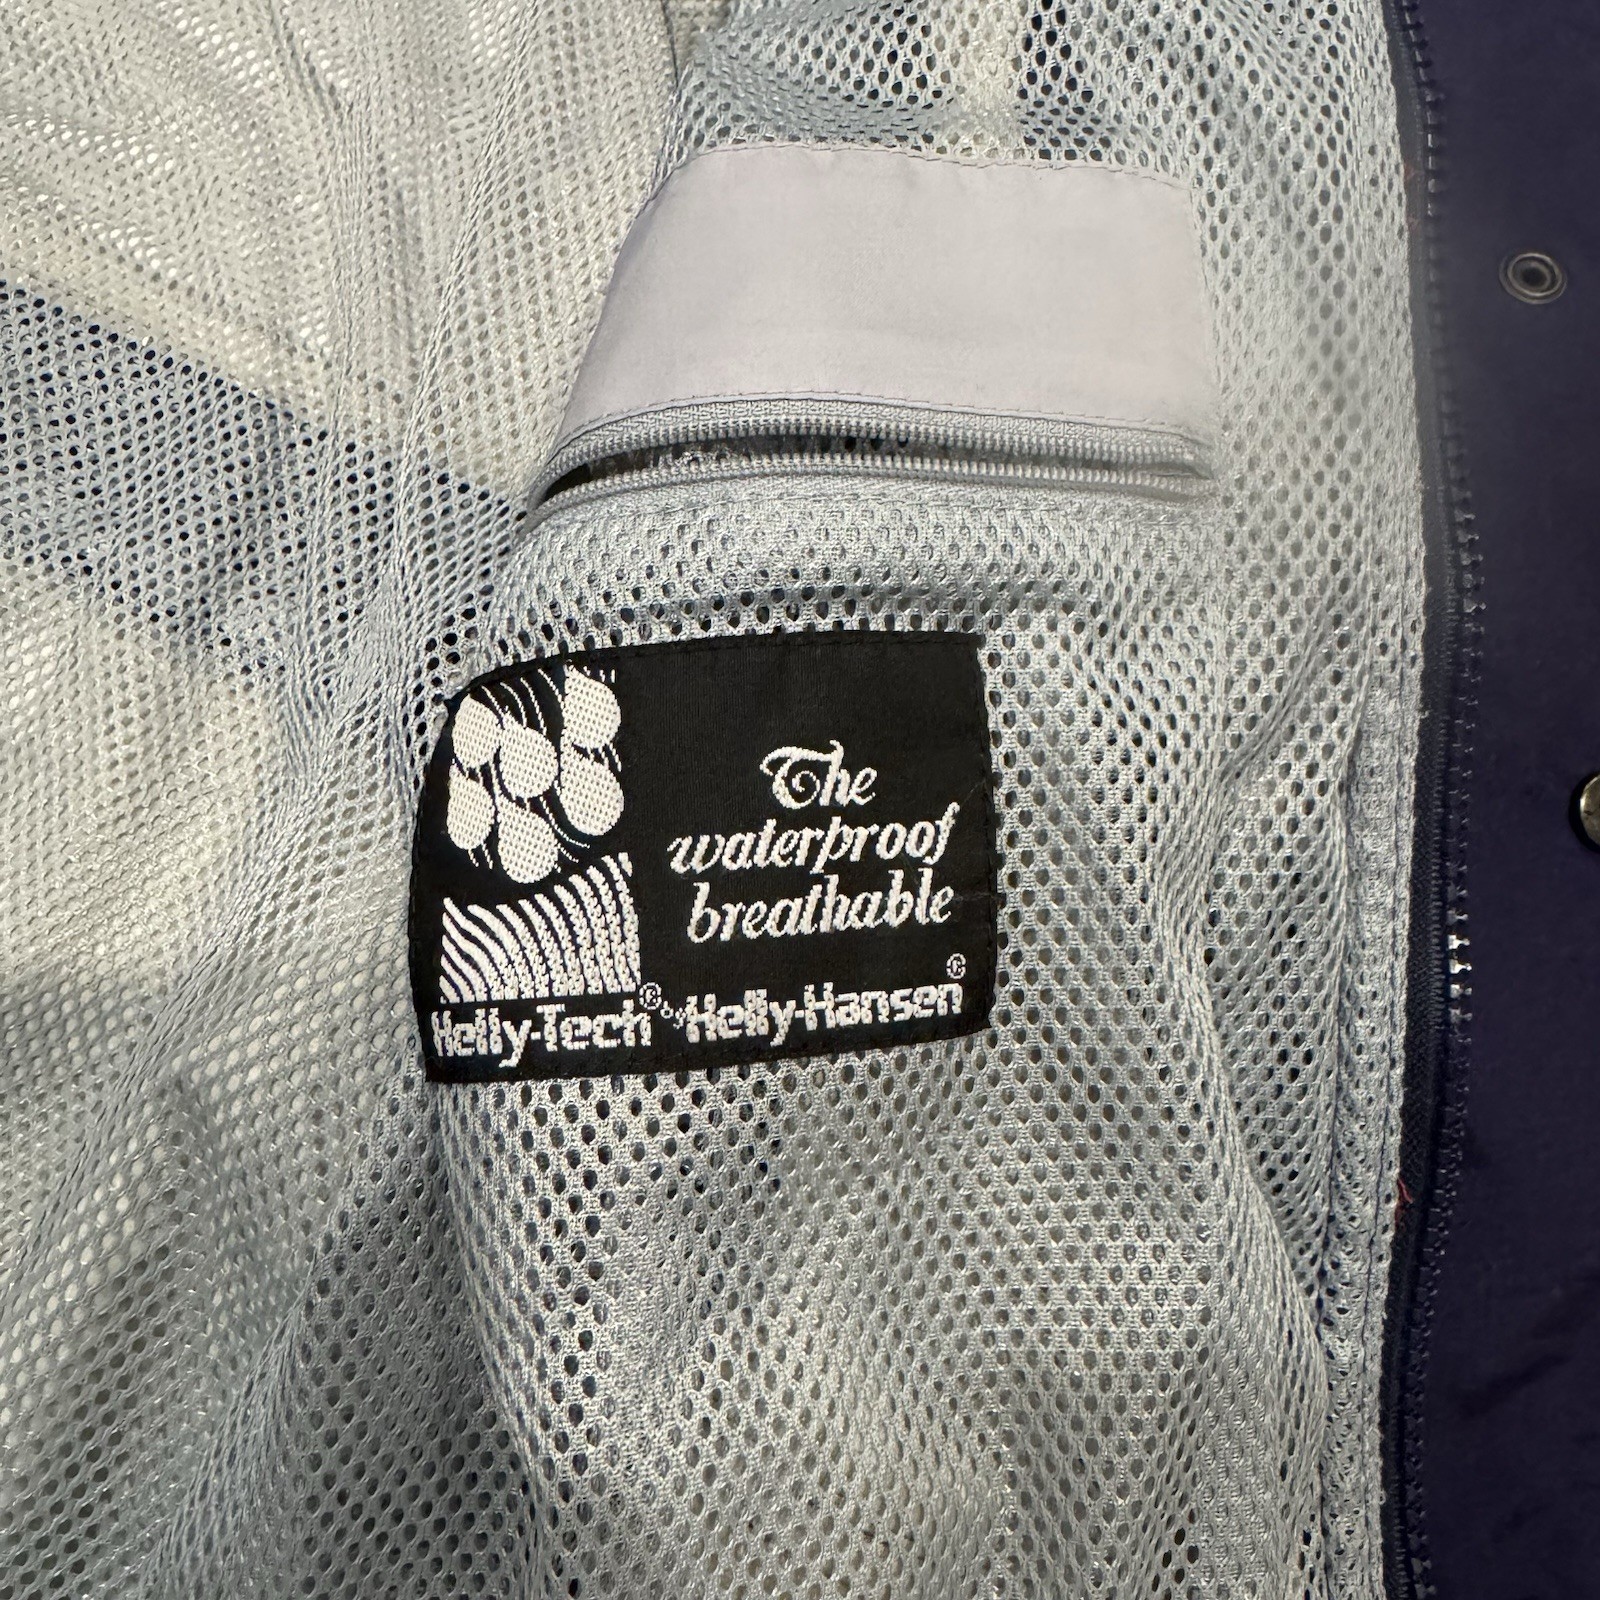 The
waterproof
breathable
Helly-Tech® by Helly-Hansen®